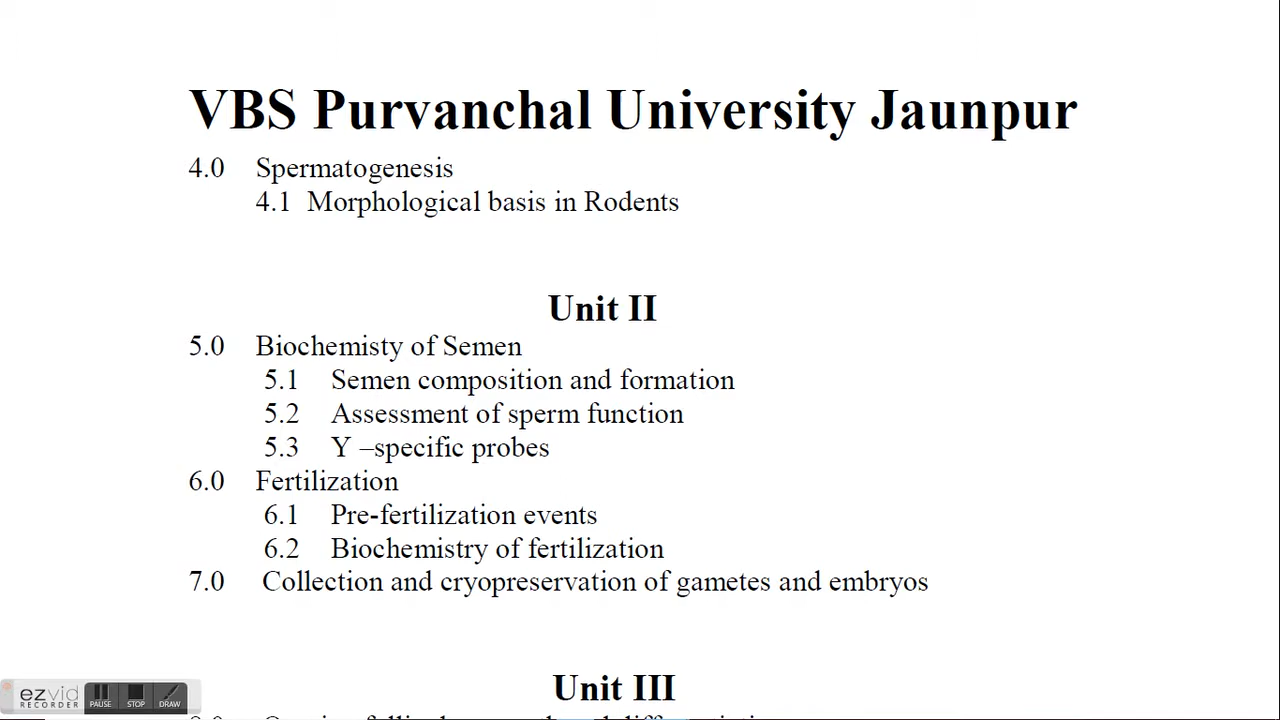 VBS Purvanchal University Jaunpur
4.0 Spermatogenesis
4.1 Morphological basis in Rodents
Unit II
5.0 Biochemisty of Semen
5.1 Semen composition and formation
5.2 Assessment of sperm function
5.3 Y –specific probes
6.0 Fertilization
6.1 Pre-fertilization events
6.2 Biochemistry of fertilization
7.0 Collection and cryopreservation of gametes and embryos
Unit III
ezvid
RECORDER
PAUSE STOP DRAW